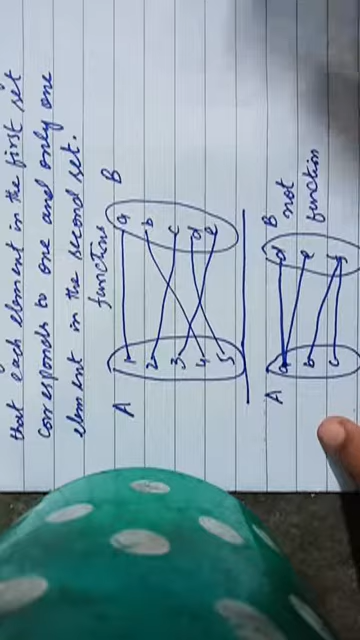 that each element in the first set
corresponds to one and only one
element in the second set.
function
A B
1 a
2 b
3 c
4 d
5 e
A B
not
function
a d
b e
c f